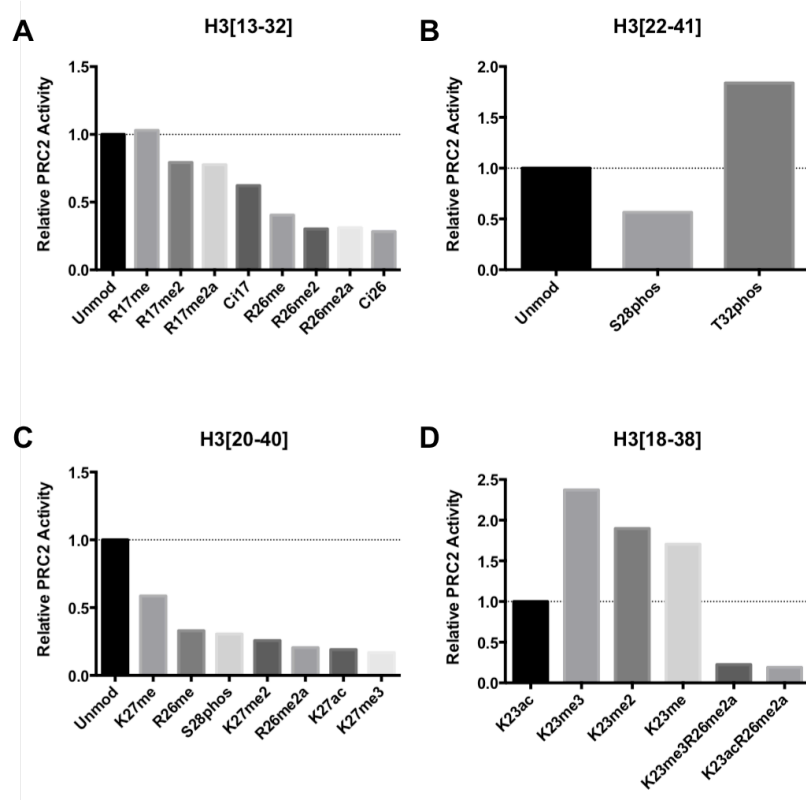 A
H3[13-32]
Relative PRC2 Activity
1.5
1.0
0.5
0.0
Unmod
R17me
R17me2
R17me2a
Ci17
R26me
R26me2
R26me2a
Ci26
B
H3[22-41]
Relative PRC2 Activity
2.0
1.5
1.0
0.5
0.0
Unmod
S28phos
T32phos
C
H3[20-40]
Relative PRC2 Activity
1.5
1.0
0.5
0.0
Unmod
K27me
R26me
S28phos
K27me2
R26me2a
K27ac
K27me3
D
H3[18-38]
Relative PRC2 Activity
2.5
2.0
1.5
1.0
0.5
0.0
K23ac
K23me3
K23me2
K23me
K23me3R26me2a
K23acR26me2a